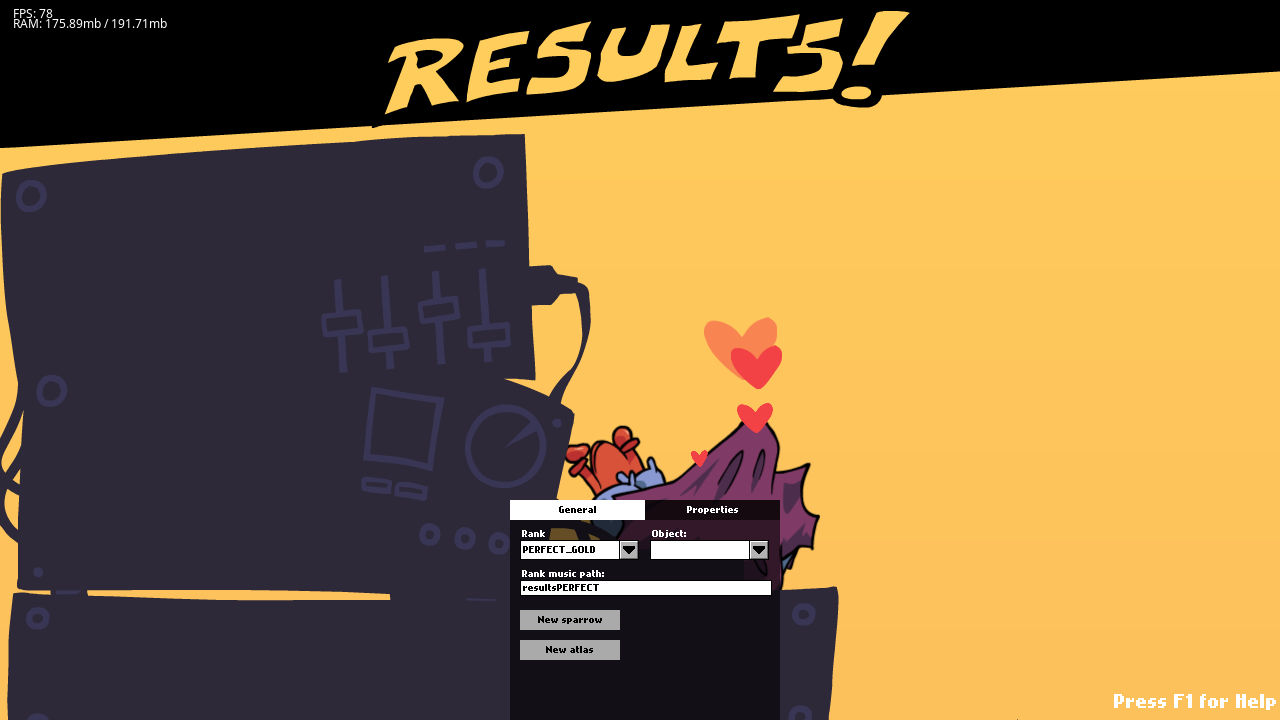 FPS: 78
RAM: 175.89mb / 191.71mb
RESULTS!
General
Properties
Rank
Object:
PERFECT_GOLD
Rank music path:
resultsPERFECT
New sparrow
New atlas
Press F1 for Help